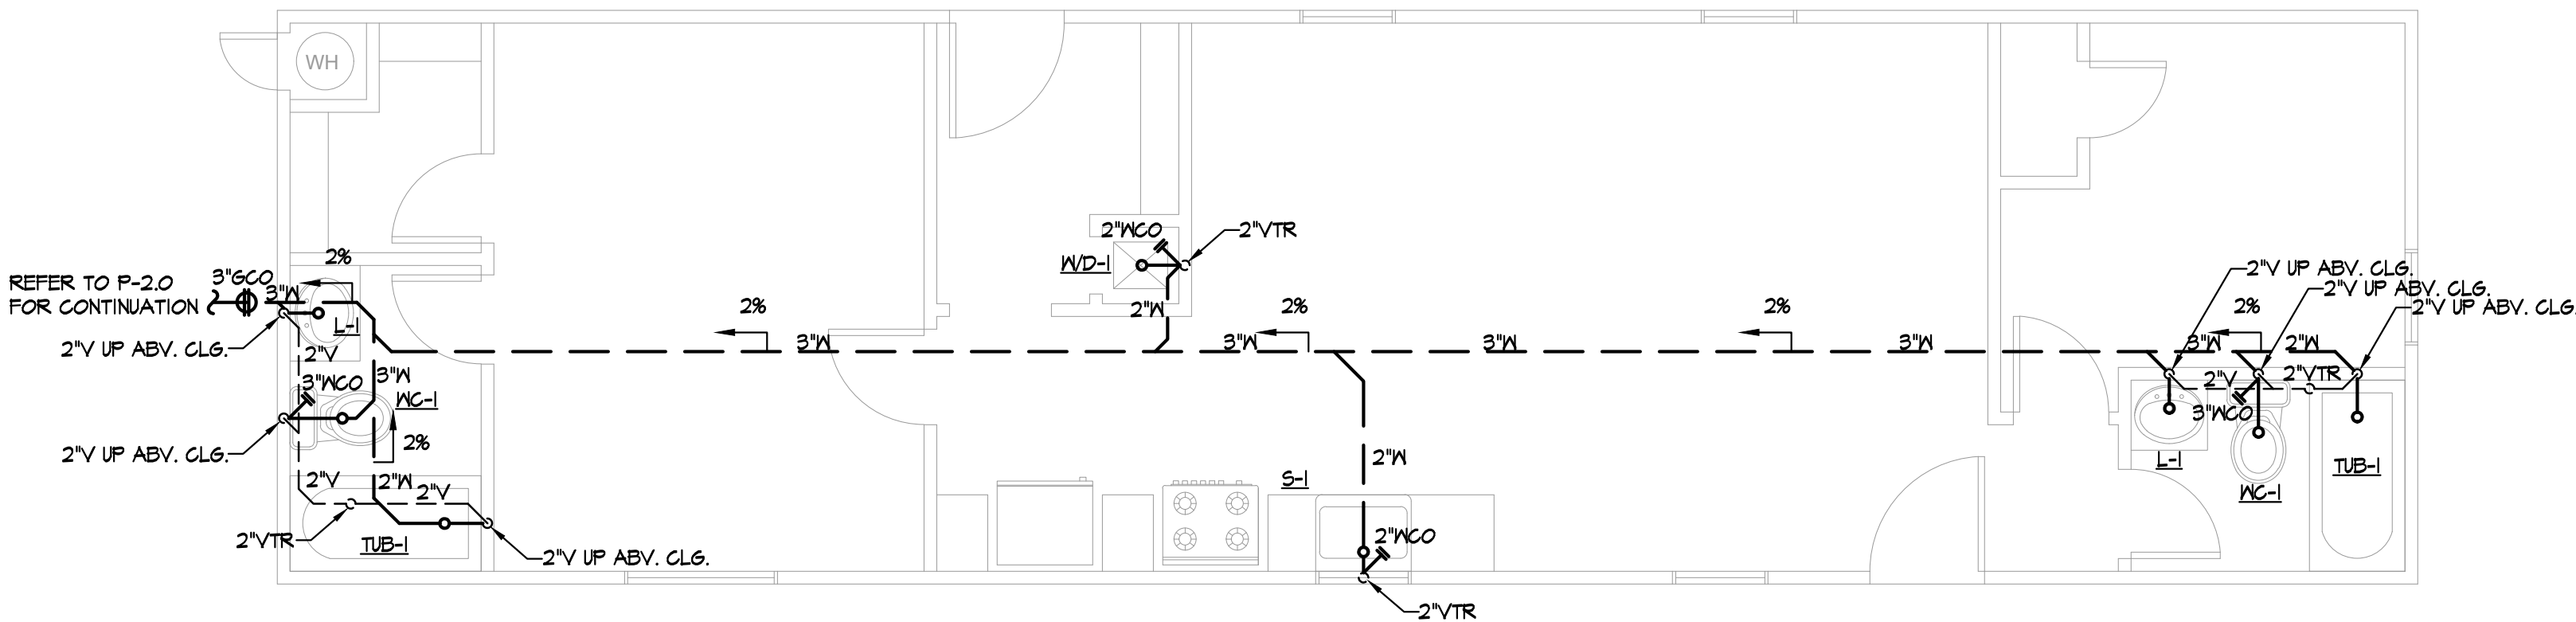 WH
REFER TO P-2.0
FOR CONTINUATION
3"GCO
3"W
2%
L-1
2"V UP ABV. CLG.
2"V
3"WCO
3"W
WC-1
2%
2"V UP ABV. CLG.
2"V
2"W
2"V
2"VTR
TUB-1
2"V UP ABV. CLG.
2%
3"W
2"WCO
2"VTR
W/D-1
2"W
2%
3"W
3"W
2%
3"W
2"W
S-1
2"WCO
2"VTR
2"V UP ABV. CLG.
2"V UP ABV. CLG.
2"V UP ABV. CLG.
2%
3"W
2"W
2"V
2"VTR
3"WCO
L-1
WC-1
TUB-1